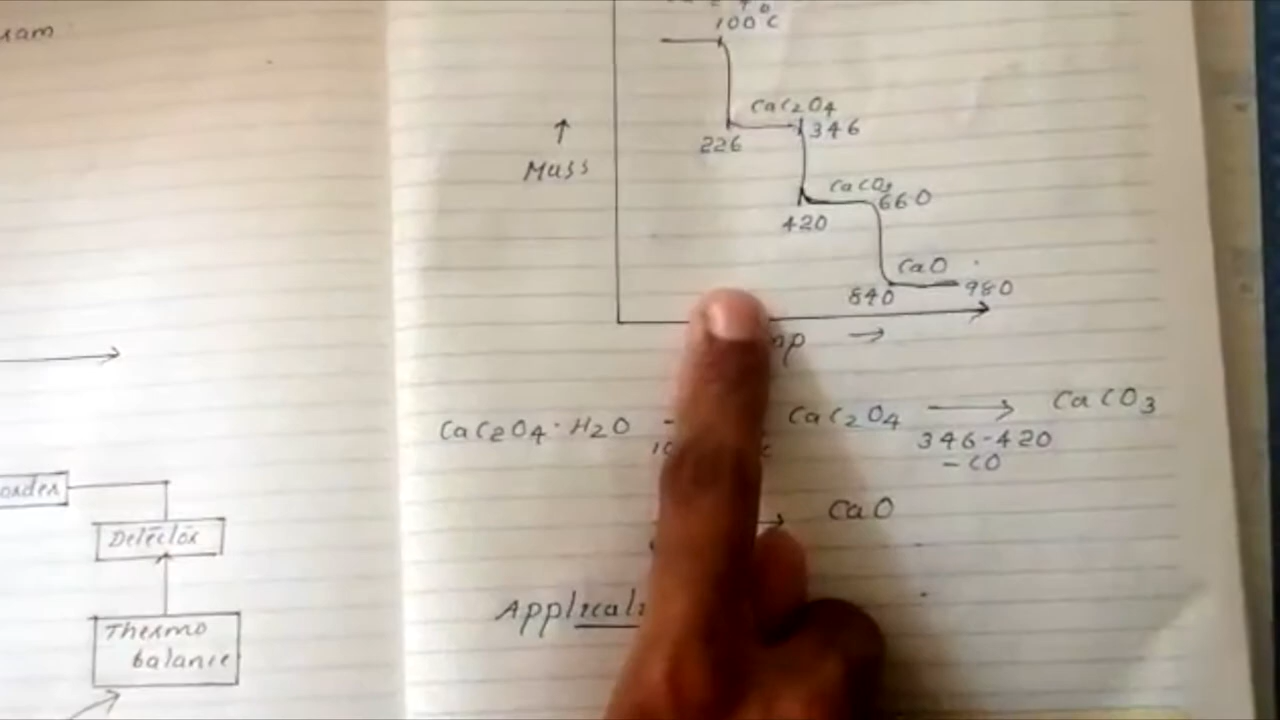 100°C
CaC2O4
346
226
↑
Mass
CaCO3
660
420
CaO
980
840
CaC2O4·H2O CaC2O4 → CaCO3
346-420
-CO
→ CaO
Detector
Thermo
balance